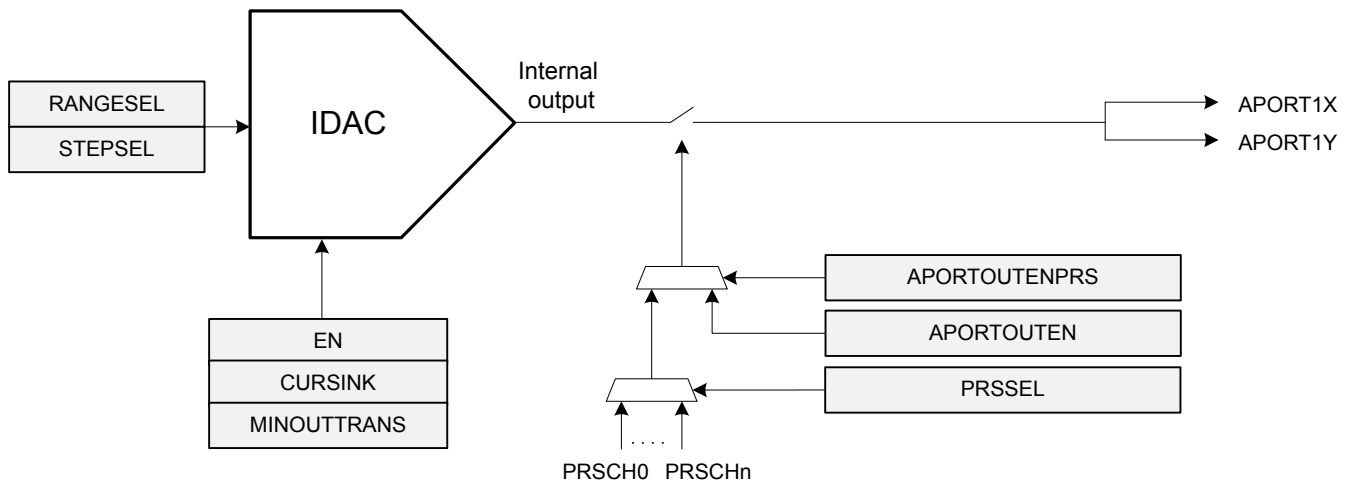 RANGESEL
STEPSEL
IDAC
Internal
output
APORT1X
APORT1Y
EN
CURSINK
MINOUTTRANS
APORTOUTENPRS
APORTOUTEN
PRSSEL
. . . .
PRSCH0 PRSCHn